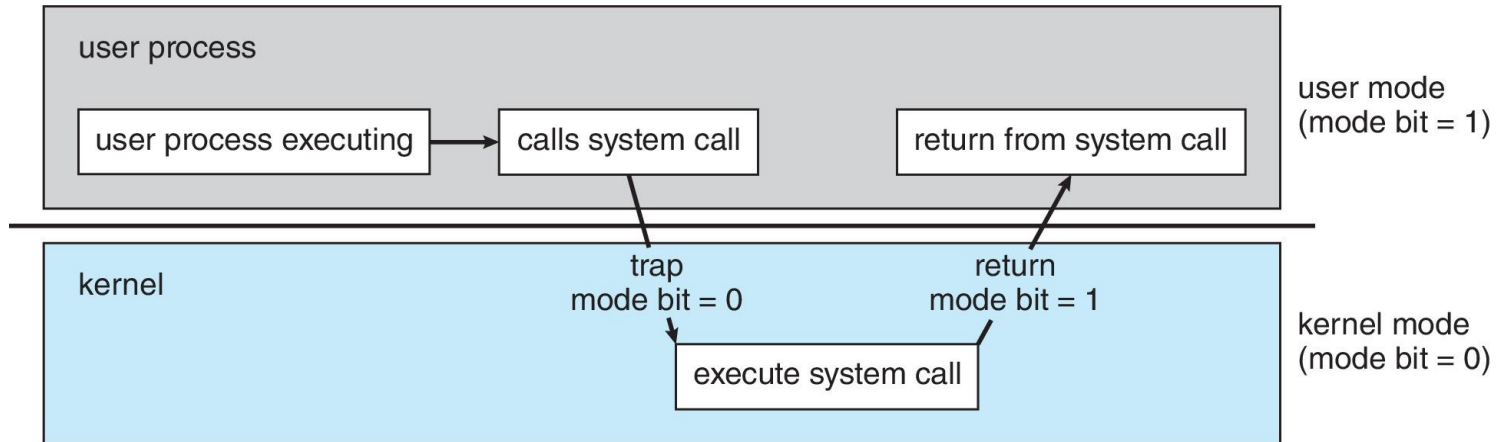 user process
user process executing
calls system call
return from system call
user mode
(mode bit = 1)
kernel
trap
mode bit = 0
return
mode bit = 1
kernel mode
(mode bit = 0)
execute system call